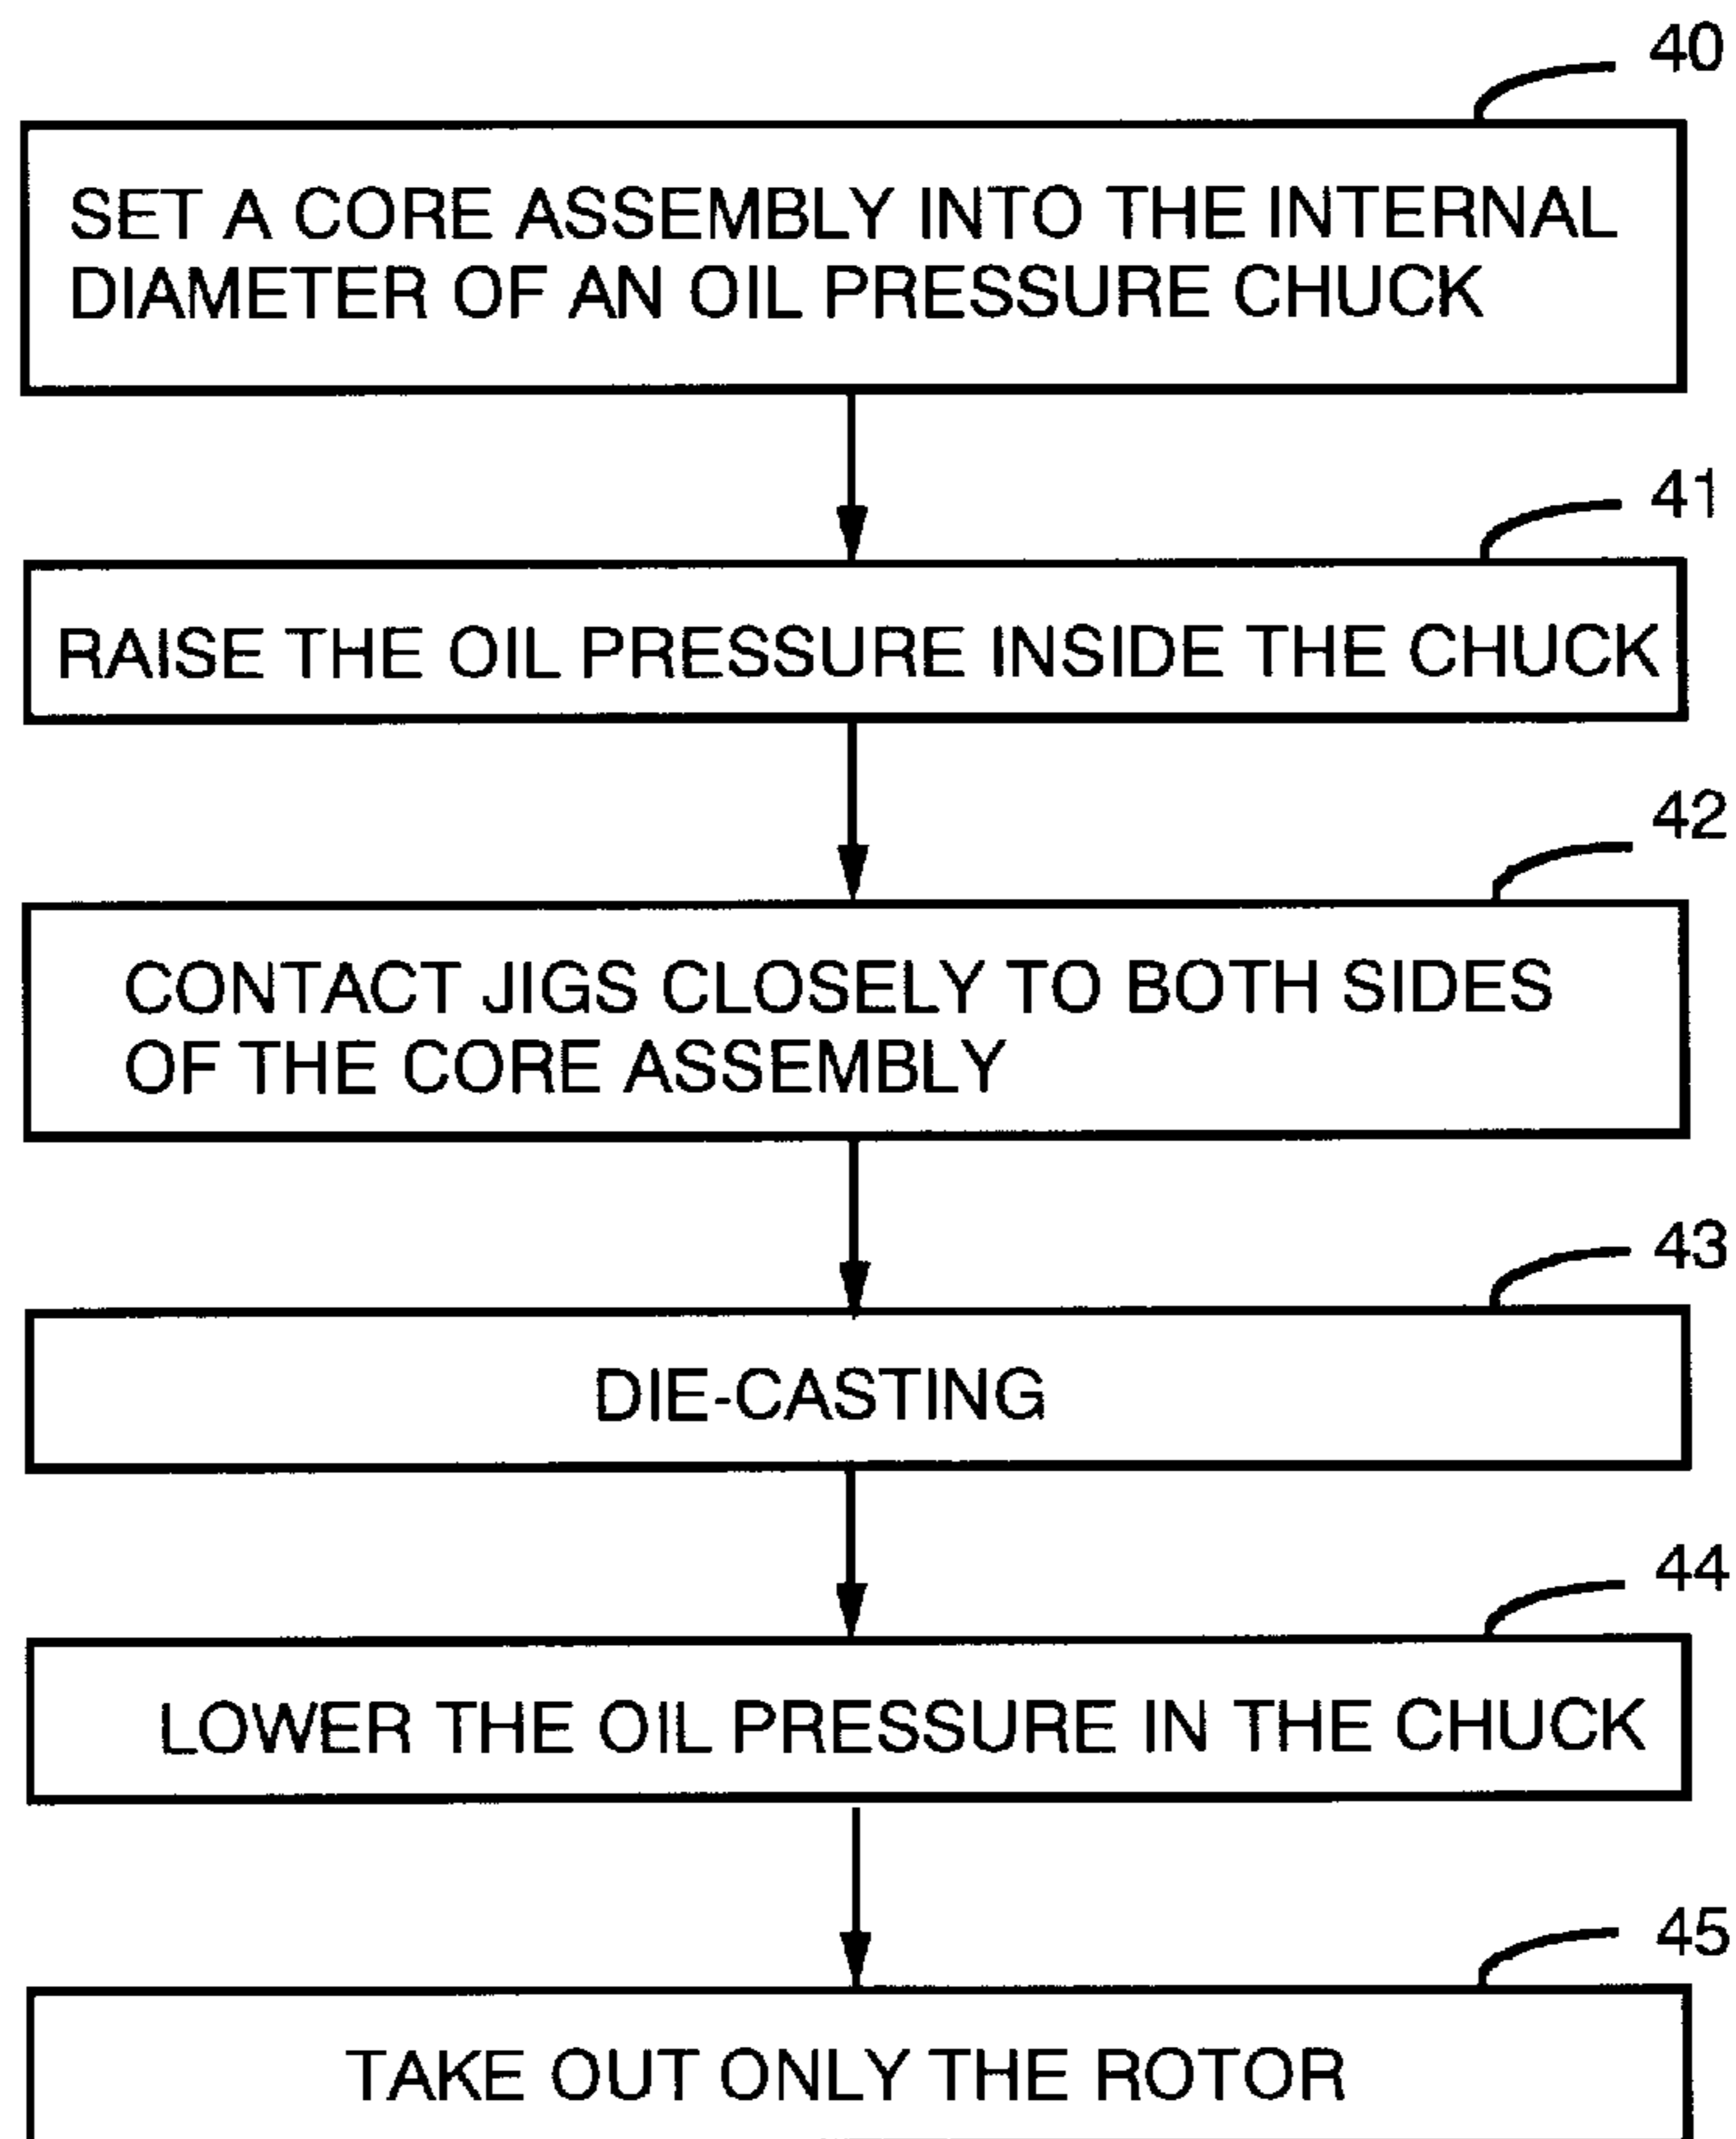 40
SET A CORE ASSEMBLY INTO THE INTERNAL
DIAMETER OF AN OIL PRESSURE CHUCK
41
RAISE THE OIL PRESSURE INSIDE THE CHUCK
42
CONTACT JIGS CLOSELY TO BOTH SIDES
OF THE CORE ASSEMBLY
43
DIE-CASTING
44
LOWER THE OIL PRESSURE IN THE CHUCK
45
TAKE OUT ONLY THE ROTOR